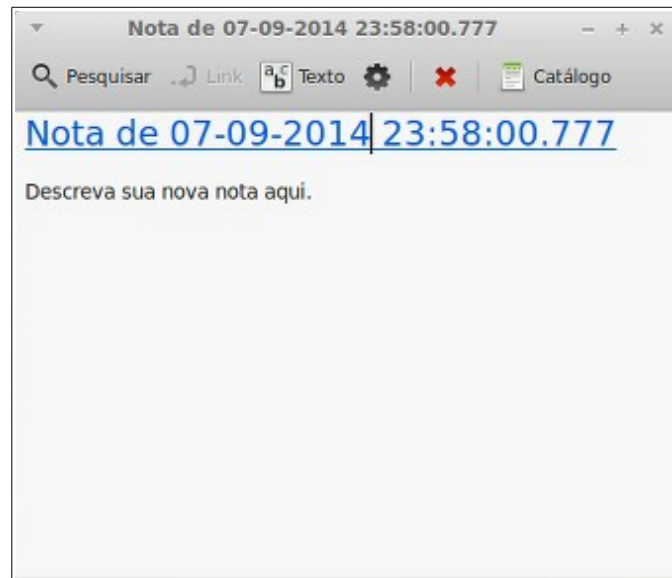 Nota de 07-09-2014 23:58:00.777
Pesquisar Link abc Texto Catálogo
Nota de 07-09-2014 23:58:00.777
Descreva sua nova nota aqui.